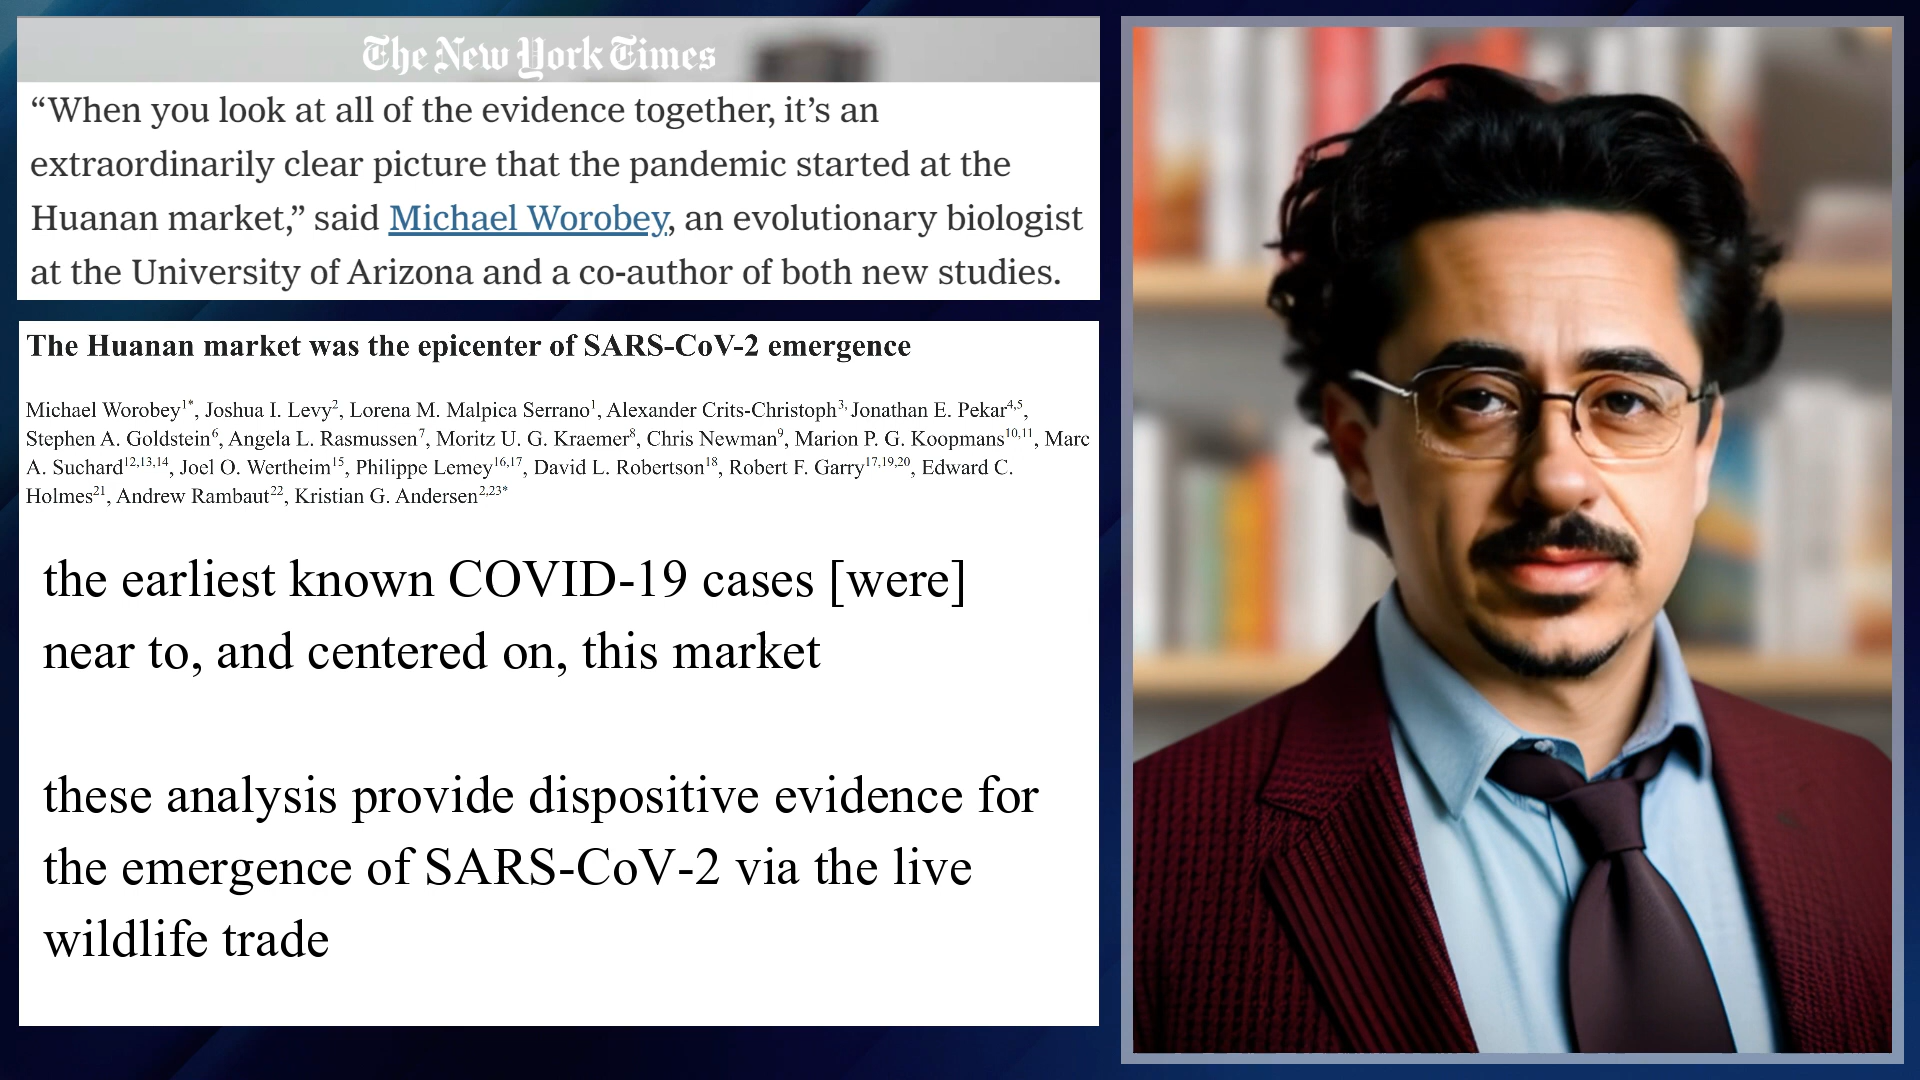 The New York Times
“When you look at all of the evidence together, it’s an
extraordinarily clear picture that the pandemic started at the
Huanan market,” said Michael Worobey, an evolutionary biologist
at the University of Arizona and a co-author of both new studies.
The Huanan market was the epicenter of SARS-CoV-2 emergence
Michael Worobey1*, Joshua I. Levy2, Lorena M. Malpica Serrano1, Alexander Crits-Christoph3, Jonathan E. Pekar4,5,
Stephen A. Goldstein6, Angela L. Rasmussen7, Moritz U. G. Kraemer8, Chris Newman9, Marion P. G. Koopmans10,11, Marc
A. Suchard12,13,14, Joel O. Wertheim15, Philippe Lemey16,17, David L. Robertson18, Robert F. Garry17,19,20, Edward C.
Holmes21, Andrew Rambaut22, Kristian G. Andersen2,23*
the earliest known COVID-19 cases [were]
near to, and centered on, this market
these analysis provide dispositive evidence for
the emergence of SARS-CoV-2 via the live
wildlife trade